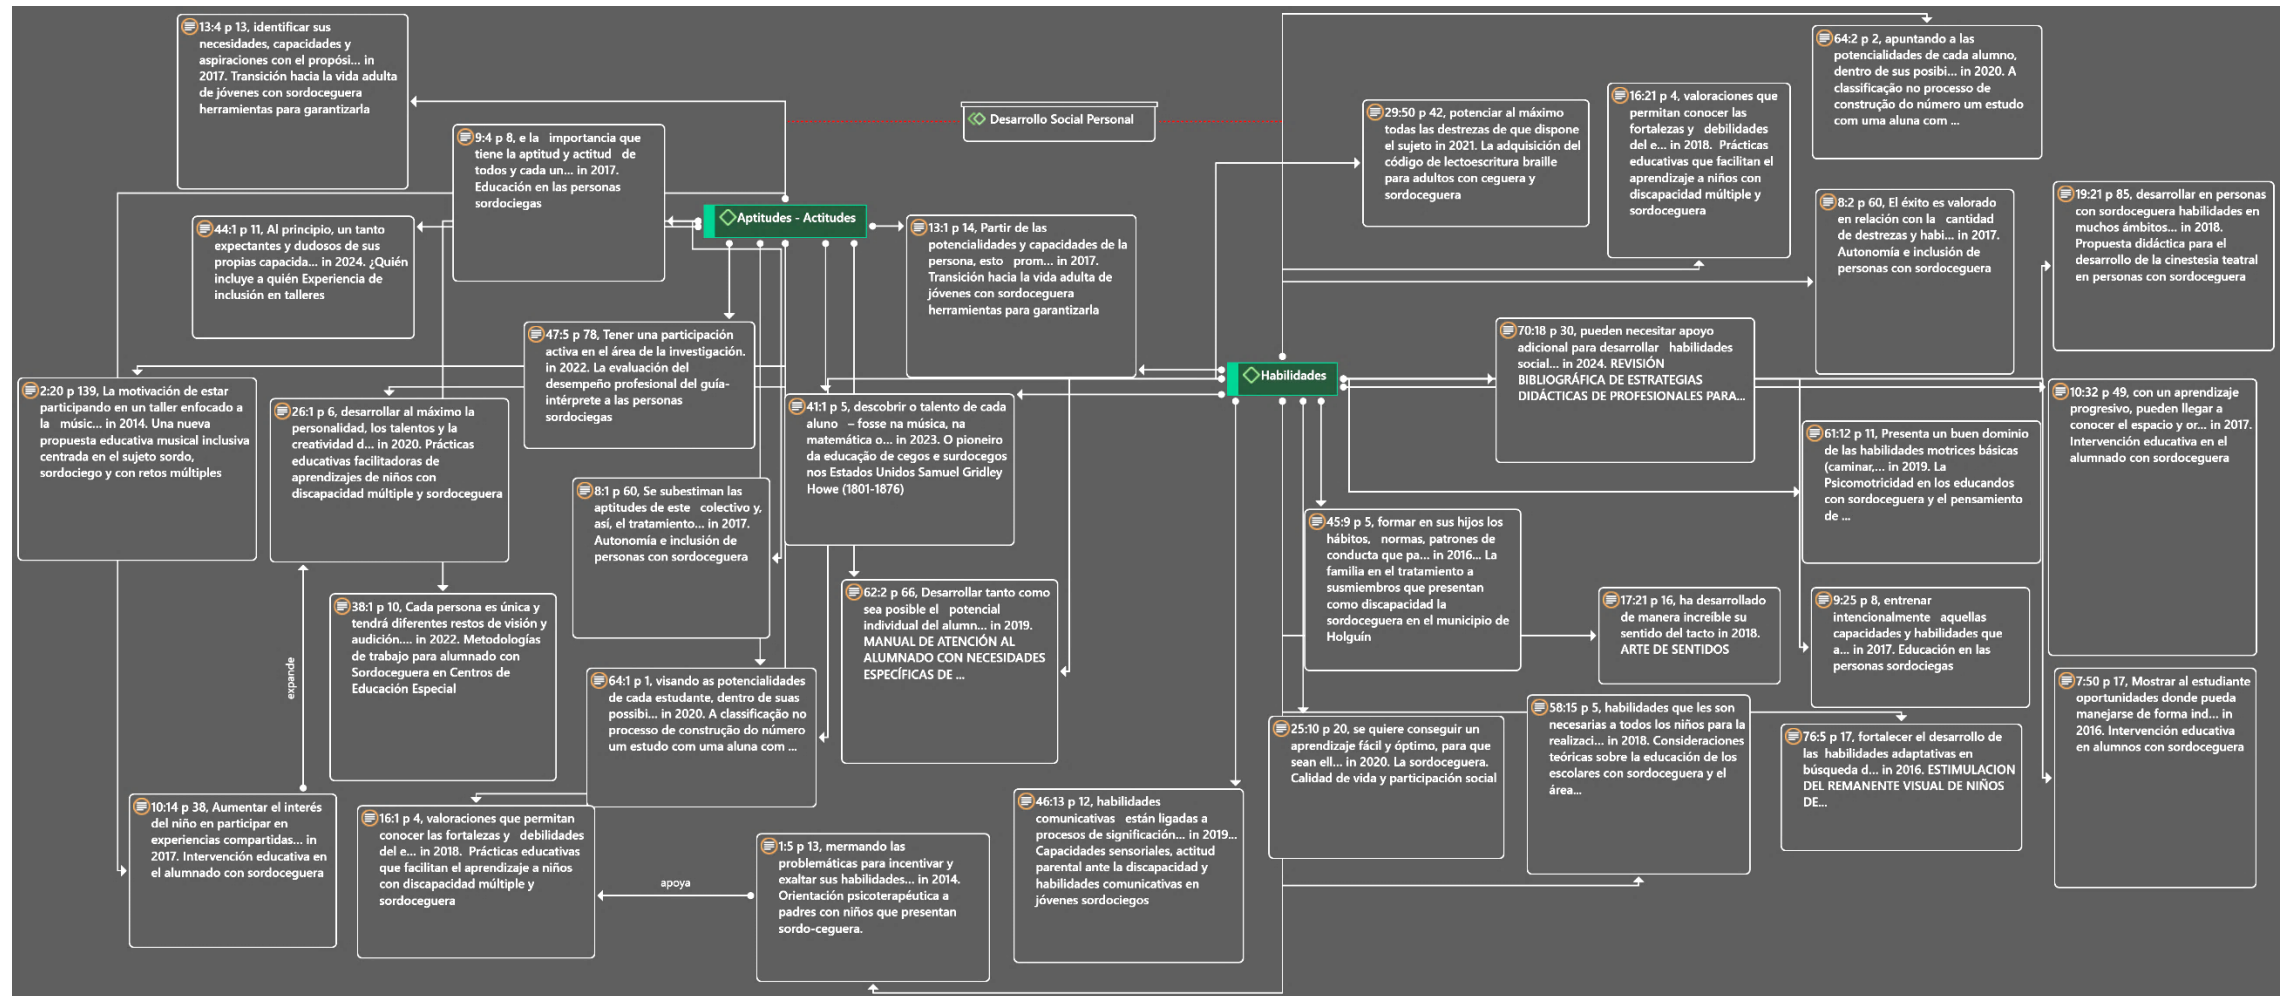 13:4 p 13, identificar sus
necesidades, capacidades y
aspiraciones con el propósi... in
2017. Transición hacia la vida adulta
de jóvenes con sordoceguera
herramientas para garantizarla
9:4 p 8, e la importancia que
tiene la aptitud y actitud de
todos y cada un... in 2017.
Educación en las personas
sordociegas
44:1 p 11, Al principio, un tanto
expectantes y dudosos de sus
propias capacida... in 2024. ¿Quién
incluye a quién Experiencia de
inclusión en talleres
Desarrollo Social Personal
Aptitudes - Actitudes
13:1 p 14, Partir de las
potencialidades y capacidades de la
persona, esto prom... in 2017.
Transición hacia la vida adulta de
jóvenes con sordoceguera
herramientas para garantizarla
47:5 p 78, Tener una participación
activa en el área de la investigación.
in 2022. La evaluación del
desempeño profesional del guía-
intérprete a las personas
sordociegas
2:20 p 139, La motivación de estar
participando en un taller enfocado a
la músic... in 2014. Una nueva
propuesta educativa musical inclusiva
centrada en el sujeto sordo,
sordociego y con retos múltiples
26:1 p 6, desarrollar al máximo la
personalidad, los talentos y la
creatividad d... in 2020. Prácticas
educativas facilitadoras de
aprendizajes de niños con
discapacidad múltiple y sordoceguera
41:1 p 5, descobrir o talento de cada
aluno – fosse na música, na
matemática o... in 2023. O pioneiro
da educação de cegos e surdocegos
nos Estados Unidos Samuel Gridley
Howe (1801-1876)
8:1 p 60, Se subestiman las
aptitudes de este colectivo y,
así, el tratamiento... in 2017.
Autonomía e inclusión de
personas con sordoceguera
38:1 p 10, Cada persona es única y
tendrá diferentes restos de visión y
audición.... in 2022. Metodologías
de trabajo para alumnado con
Sordoceguera en Centros de
Educación Especial
62:2 p 66, Desarrollar tanto como
sea posible el potencial
individual del alumn... in 2019.
MANUAL DE ATENCIÓN AL
ALUMNADO CON NECESIDADES
ESPECÍFICAS DE ...
64:1 p 1, visando as potencialidades
de cada estudante, dentro de suas
possibi... in 2020. A classificação no
processo de construção do número
um estudo com uma aluna com ...
expande
10:14 p 38, Aumentar el interés
del niño en participar en
experiencias compartidas... in
2017. Intervención educativa en
el alumnado con sordoceguera
16:1 p 4, valoraciones que permitan
conocer las fortalezas y debilidades
del e... in 2018. Prácticas educativas
que facilitan el aprendizaje a niños
con discapacidad múltiple y
sordoceguera
apoya
1:5 p 13, mermando las
problemáticas para incentivar y
exaltar sus habilidades... in 2014.
Orientación psicoterapéutica a
padres con niños que presentan
sordo-ceguera.
Habilidades
29:50 p 42, potenciar al máximo
todas las destrezas de que dispone
el sujeto in 2021. La adquisición del
código de lectoescritura braille
para adultos con ceguera y
sordoceguera
16:21 p 4, valoraciones que
permitan conocer las
fortalezas y debilidades
del e... in 2018. Prácticas
educativas que facilitan el
aprendizaje a niños con
discapacidad múltiple y
sordoceguera
64:2 p 2, apuntando a las
potencialidades de cada alumno,
dentro de sus posibi... in 2020. A
classificação no processo de
construção do número um estudo
com uma aluna com ...
8:2 p 60, El éxito es valorado
en relación con la cantidad
de destrezas y habi... in 2017.
Autonomía e inclusión de
personas con sordoceguera
19:21 p 85, desarrollar en personas
con sordoceguera habilidades en
muchos ámbitos... in 2018.
Propuesta didáctica para el
desarrollo de la cinestesia teatral
en personas con sordoceguera
70:18 p 30, pueden necesitar apoyo
adicional para desarrollar habilidades
social... in 2024. REVISIÓN
BIBLIOGRÁFICA DE ESTRATEGIAS
DIDÁCTICAS DE PROFESIONALES PARA...
10:32 p 49, con un aprendizaje
progresivo, pueden llegar a
conocer el espacio y or... in 2017.
Intervención educativa en el
alumnado con sordoceguera
61:12 p 11, Presenta un buen dominio
de las habilidades motrices básicas
(caminar,... in 2019. La
Psicomotricidad en los educandos
con sordoceguera y el pensamiento
de ...
45:9 p 5, formar en sus hijos los
hábitos, normas, patrones de
conducta que pa... in 2016... La
familia en el tratamiento a
susmiembros que presentan
como discapacidad la
sordoceguera en el municipio de
Holguín
17:21 p 16, ha desarrollado
de manera increíble su
sentido del tacto in 2018.
ARTE DE SENTIDOS
9:25 p 8, entrenar
intencionalmente aquellas
capacidades y habilidades que
a... in 2017. Educación en las
personas sordociegas
7:50 p 17, Mostrar al estudiante
oportunidades donde pueda
manejarse de forma ind... in
2016. Intervención educativa
en alumnos con sordoceguera
25:10 p 20, se quiere conseguir un
aprendizaje fácil y óptimo, para que
sean ell... in 2020. La sordoceguera.
Calidad de vida y participación social
58:15 p 5, habilidades que les son
necesarias a todos los niños para la
realizaci... in 2018. Consideraciones
teóricas sobre la educación de los
escolares con sordoceguera y el
área...
76:5 p 17, fortalecer el desarrollo de
las habilidades adaptativas en
búsqueda d... in 2016. ESTIMULACION
DEL REMANENTE VISUAL DE NIÑOS
DE...
46:13 p 12, habilidades
comunicativas están ligadas a
procesos de significación... in 2019...
Capacidades sensoriales, actitud
parental ante la discapacidad y
habilidades comunicativas en
jóvenes sordociegos